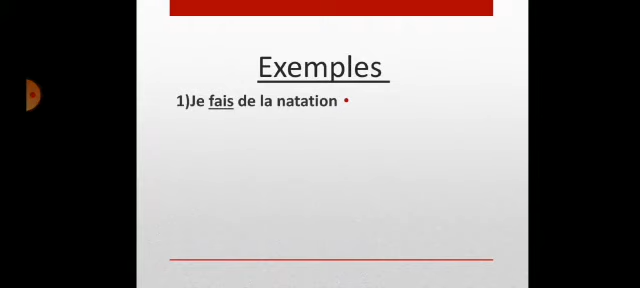 Exemples
1)Je fais de la natation •